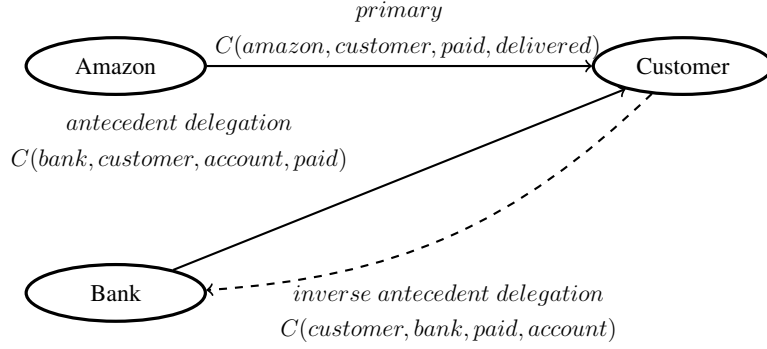 primary
C(amazon, customer, paid, delivered)
Amazon
Customer
antecedent delegation
C(bank, customer, account, paid)
Bank
inverse antecedent delegation
C(customer, bank, paid, account)